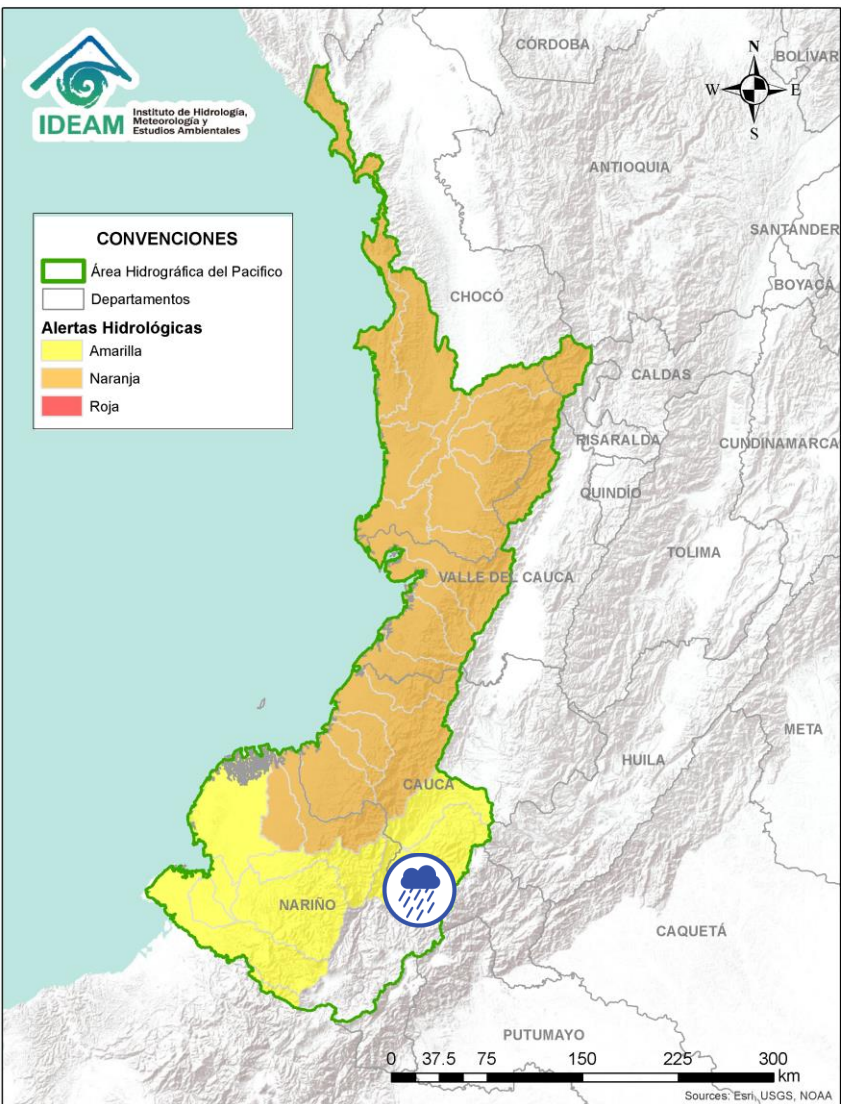 IDEAM
Instituto de Hidrología,
Meteorología y
Estudios Ambientales
CÓRDOBA
BOLÍVAR
N
W
E
S
ANTIOQUIA
SANTANDER
CONVENCIONES
Área Hidrográfica del Pacifico
Departamentos
Alertas Hidrológicas
Amarilla
Naranja
Roja
BOYACÁ
CHOCÓ
CALDAS
RISARALDA
CUNDINAMARCA
QUINDÍO
TOLIMA
VALLE DEL CAUCA
META
HUILA
CAUCA
NARIÑO
CAQUETÁ
PUTUMAYO
0 37.5 75 150 225 300
km
Sources: Esri, USGS, NOAA